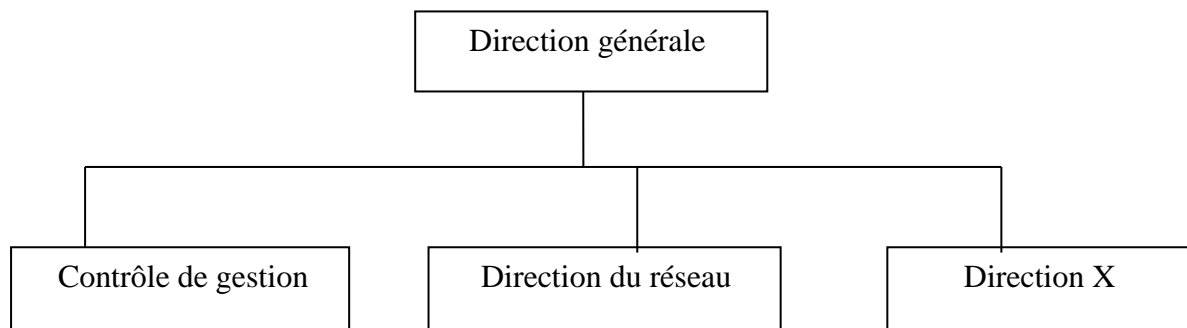 Direction générale
Contrôle de gestion
Direction du réseau
Direction X